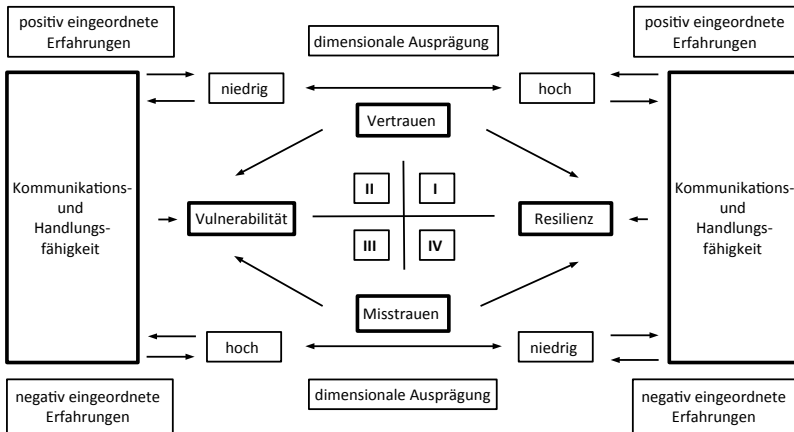 positiv eingeordnete
Erfahrungen
dimensionale Ausprägung
positiv eingeordnete
Erfahrungen
niedrig
hoch
Vertrauen
Kommunikations-
und
Handlungs-
fähigkeit
II
I
Vulnerabilität
Resilienz
III
IV
Kommunikations-
und
Handlungs-
fähigkeit
Misstrauen
hoch
niedrig
negativ eingeordnete
Erfahrungen
dimensionale Ausprägung
negativ eingeordnete
Erfahrungen